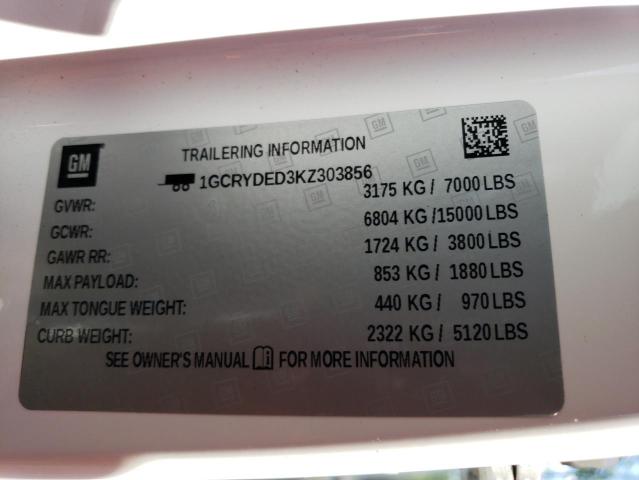 GM
TRAILERING INFORMATION
1GCRYDED3KZ303856
GVWR: 3175 KG / 7000 LBS
GCWR: 6804 KG /15000 LBS
GAWR RR: 1724 KG / 3800 LBS
MAX PAYLOAD: 853 KG / 1880 LBS
MAX TONGUE WEIGHT: 440 KG / 970 LBS
CURB WEIGHT: 2322 KG / 5120 LBS
SEE OWNER'S MANUAL FOR MORE INFORMATION